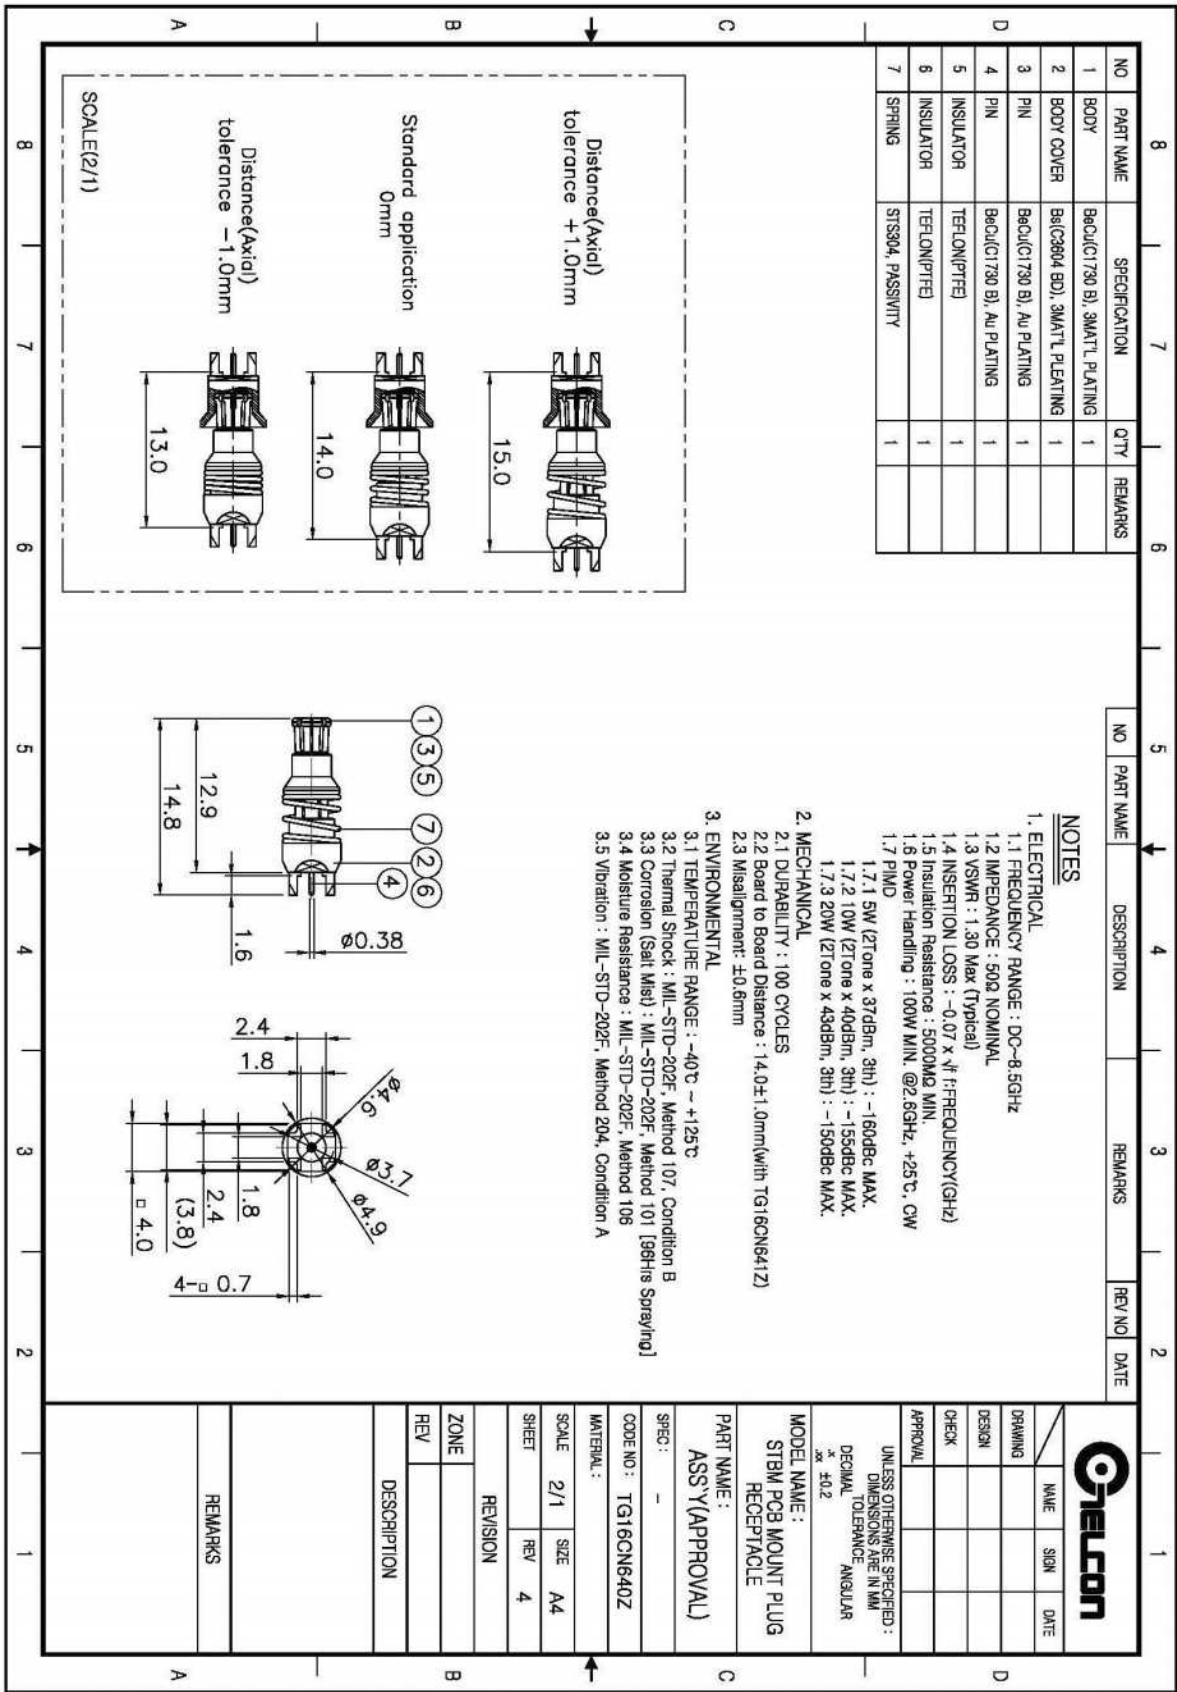 8 7 6 5 4 3 2 1
D
C
B
A
NO PART NAME SPECIFICATION Q'TY REMARKS
1 BODY BeCu(C1730 B), 3MAT'L PLATING 1
2 BODY COVER Bs(C3604 BD), 3MAT'L PLEATING 1
3 PIN BeCu(C1730 B), Au PLATING 1
4 PIN BeCu(C1730 B), Au PLATING 1
5 INSULATOR TEFLON(PTFE) 1
6 INSULATOR TEFLON(PTFE) 1
7 SPRING STS304, PASSIVITY 1
NO PART NAME DESCRIPTION REMARKS REV NO DATE
Distance(Axial)
tolerance +1.0mm
15.0
Standard application
0mm
14.0
Distance(Axial)
tolerance -1.0mm
13.0
SCALE(2/1)
NOTES
1. ELECTRICAL
1.1 FREQUENCY RANGE : DC~8.5GHz
1.2 IMPEDANCE : 50Ω NOMINAL
1.3 VSWR : 1.30 Max (Typical)
1.4 INSERTION LOSS : -0.07 x √f f:FREQUENCY(GHz)
1.5 Insulation Resistance : 5000MΩ MIN.
1.6 Power Handling : 100W MIN. @2.6GHz, +25℃, CW
1.7 PIMD
1.7.1 5W (2Tone x 37dBm, 3th) : -160dBc MAX.
1.7.2 10W (2Tone x 40dBm, 3th) : -155dBc MAX.
1.7.3 20W (2Tone x 43dBm, 3th) : -150dBc MAX.
2. MECHANICAL
2.1 DURABILITY : 100 CYCLES
2.2 Board to Board Distance : 14.0±1.0mm(with TG16CN641Z)
2.3 Misalignment: ±0.6mm
3. ENVIRONMENTAL
3.1 TEMPERATURE RANGE : -40℃ ~ +125℃
3.2 Thermal Shock : MIL-STD-202F, Method 107, Condition B
3.3 Corrosion (Salt Mist) : MIL-STD-202F, Method 101 [96Hrs Spraying]
3.4 Moisture Resistance : MIL-STD-202F, Method 106
3.5 Vibration : MIL-STD-202F, Method 204, Condition A
1 3 5 7 2 6
4
ø0.38
1.6
12.9
14.8
2.4
1.8
ø4.6
ø3.7
ø4.9
1.8
2.4
(3.8)
□ 4.0
4-□ 0.7
TELCON
NAME SIGN DATE
DRAWING
DESIGN
CHECK
APPROVAL
UNLESS OTHERWISE SPECIFIED :
DIMENSIONS ARE IN MM
TOLERANCE
DECIMAL ANGULAR
.x ±0.2
.xx
MODEL NAME :
STBM PCB MOUNT PLUG
RECEPTACLE
PART NAME :
ASS'Y(APPROVAL)
SPEC : -
CODE NO : TG16CN640Z
MATERIAL :
SCALE 2/1 SIZE A4
SHEET REV 4
REVISION
ZONE
REV
DESCRIPTION
REMARKS
D
C
B
A
8 7 6 5 4 3 2 1